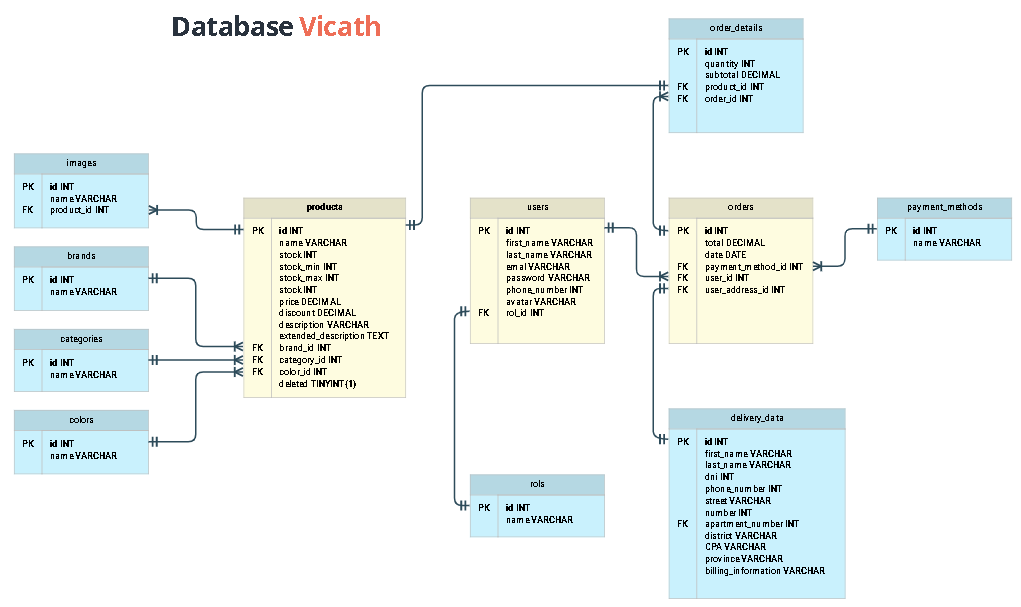 Database Vicath
order_details
PK id INT
quantity INT
subtotal DECIMAL
FK product_id INT
FK order_id INT
images
PK id INT
name VARCHAR
FK product_id INT
brands
PK id INT
name VARCHAR
categories
PK id INT
name VARCHAR
colors
PK id INT
name VARCHAR
products
PK id INT
name VARCHAR
stock INT
stock_min INT
stock_max INT
stock INT
price DECIMAL
discount DECIMAL
description VARCHAR
extended_description TEXT
FK brand_id INT
FK category_id INT
FK color_id INT
deleted TINYINT(1)
users
PK id INT
first_name VARCHAR
last_name VARCHAR
email VARCHAR
password VARCHAR
phone_number INT
avatar VARCHAR
FK rol_id INT
orders
PK id INT
total DECIMAL
date DATE
FK payment_method_id INT
FK user_id INT
FK user_address_id INT
payment_methods
PK id INT
name VARCHAR
rols
PK id INT
name VARCHAR
delivery_data
PK id INT
first_name VARCHAR
last_name VARCHAR
dni INT
phone_number INT
street VARCHAR
number INT
FK apartment_number INT
district VARCHAR
CPA VARCHAR
province VARCHAR
billing_information VARCHAR